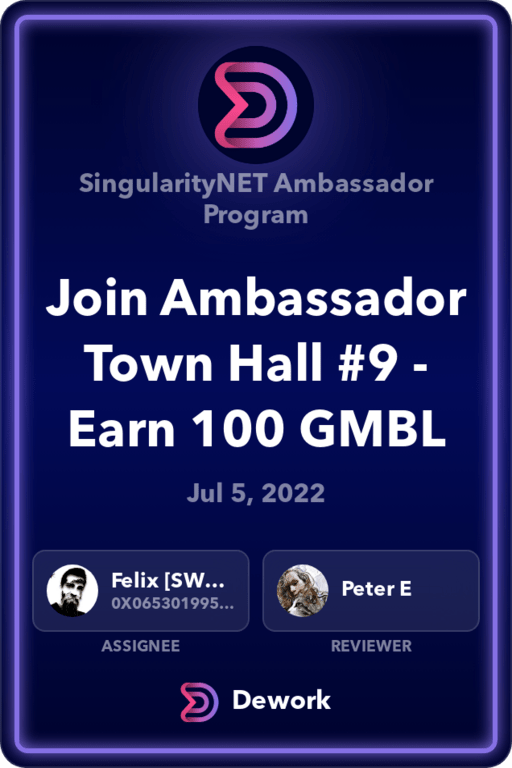 SingularityNET Ambassador
Program
Join Ambassador
Town Hall #9 -
Earn 100 GMBL
Jul 5, 2022
Felix [SW...
0X065301995...
Peter E
ASSIGNEE
REVIEWER
Dework